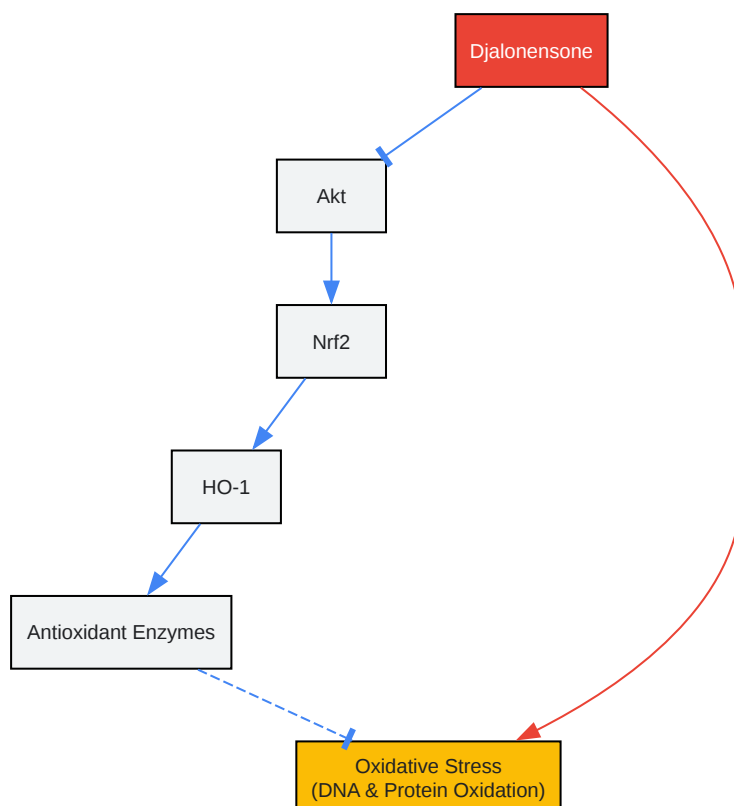 Djalonensone
Akt
Nrf2
HO-1
Antioxidant Enzymes
Oxidative Stress
(DNA & Protein Oxidation)